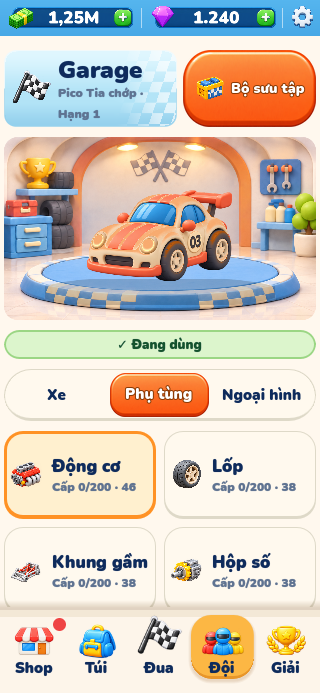 1,25M
1.240
Garage
Pico Tia chớp ·
Hạng 1
Bộ sưu tập
03
✓ Đang dùng
Xe
Phụ tùng
Ngoại hình
Động cơ
Cấp 0/200 · 46
Lốp
Cấp 0/200 · 38
Khung gầm
Cấp 0/200 · 38
Hộp số
Cấp 0/200 · 38
Shop
Túi
Đua
Đội
Giải